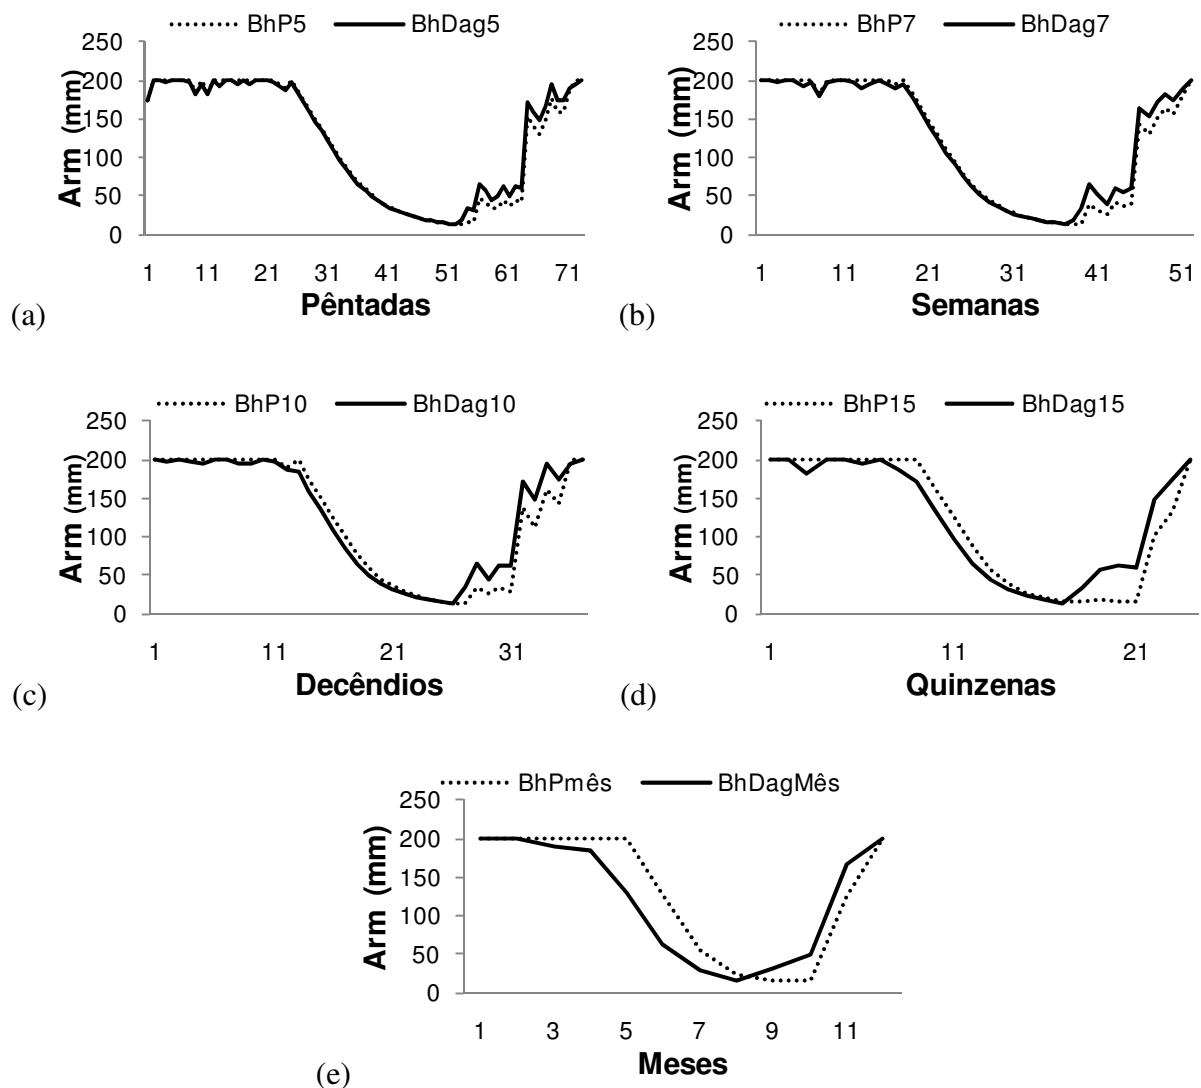 BhP5 BhDag5
250
200
150
100
50
0
Arm (mm)
1 11 21 31 41 51 61 71
Pêntadas
(a)
BhP7 BhDag7
250
200
150
100
50
0
Arm (mm)
1 11 21 31 41 51
Semanas
(b)
BhP10 BhDag10
250
200
150
100
50
0
Arm (mm)
1 11 21 31
Decêndios
(c)
BhP15 BhDag15
250
200
150
100
50
0
Arm (mm)
1 11 21
Quinzenas
(d)
BhPmês BhDagMês
250
200
150
100
50
0
Arm (mm)
1 3 5 7 9 11
Meses
(e)